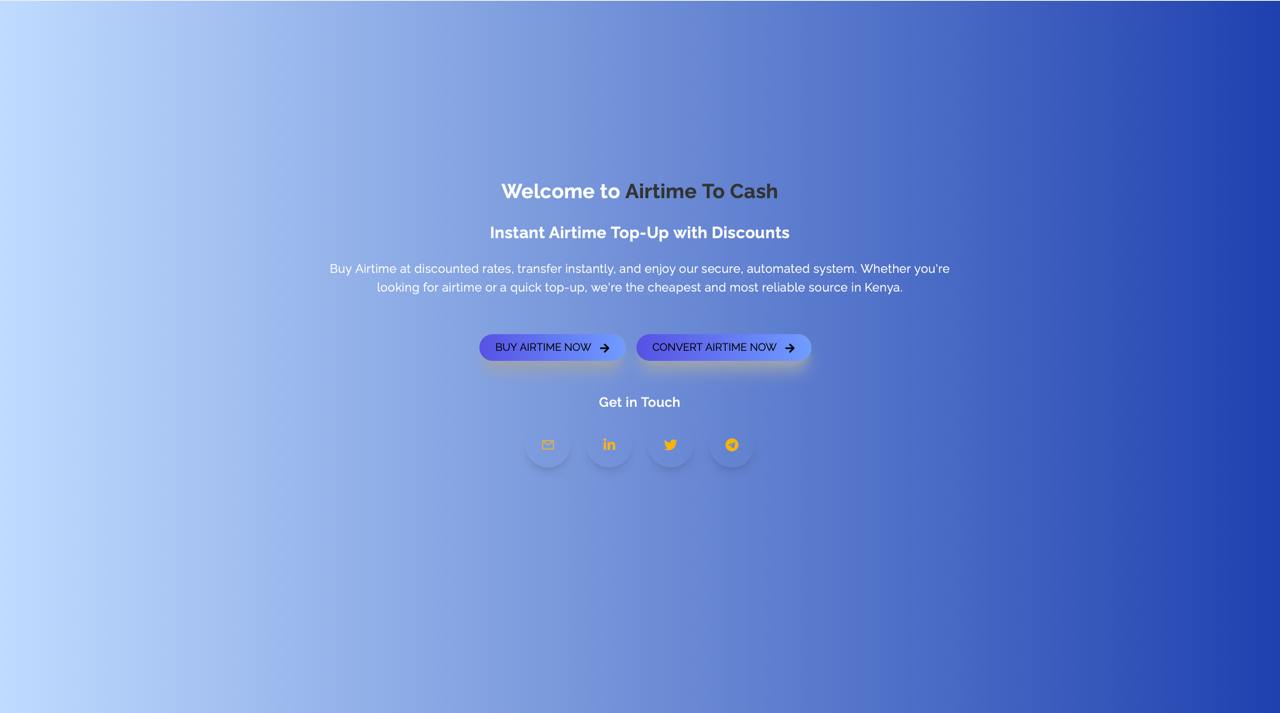 Welcome to Airtime To Cash
Instant Airtime Top-Up with Discounts
Buy Airtime at discounted rates, transfer instantly, and enjoy our secure, automated system. Whether you're
looking for airtime or a quick top-up, we're the cheapest and most reliable source in Kenya.
BUY AIRTIME NOW
CONVERT AIRTIME NOW
Get in Touch